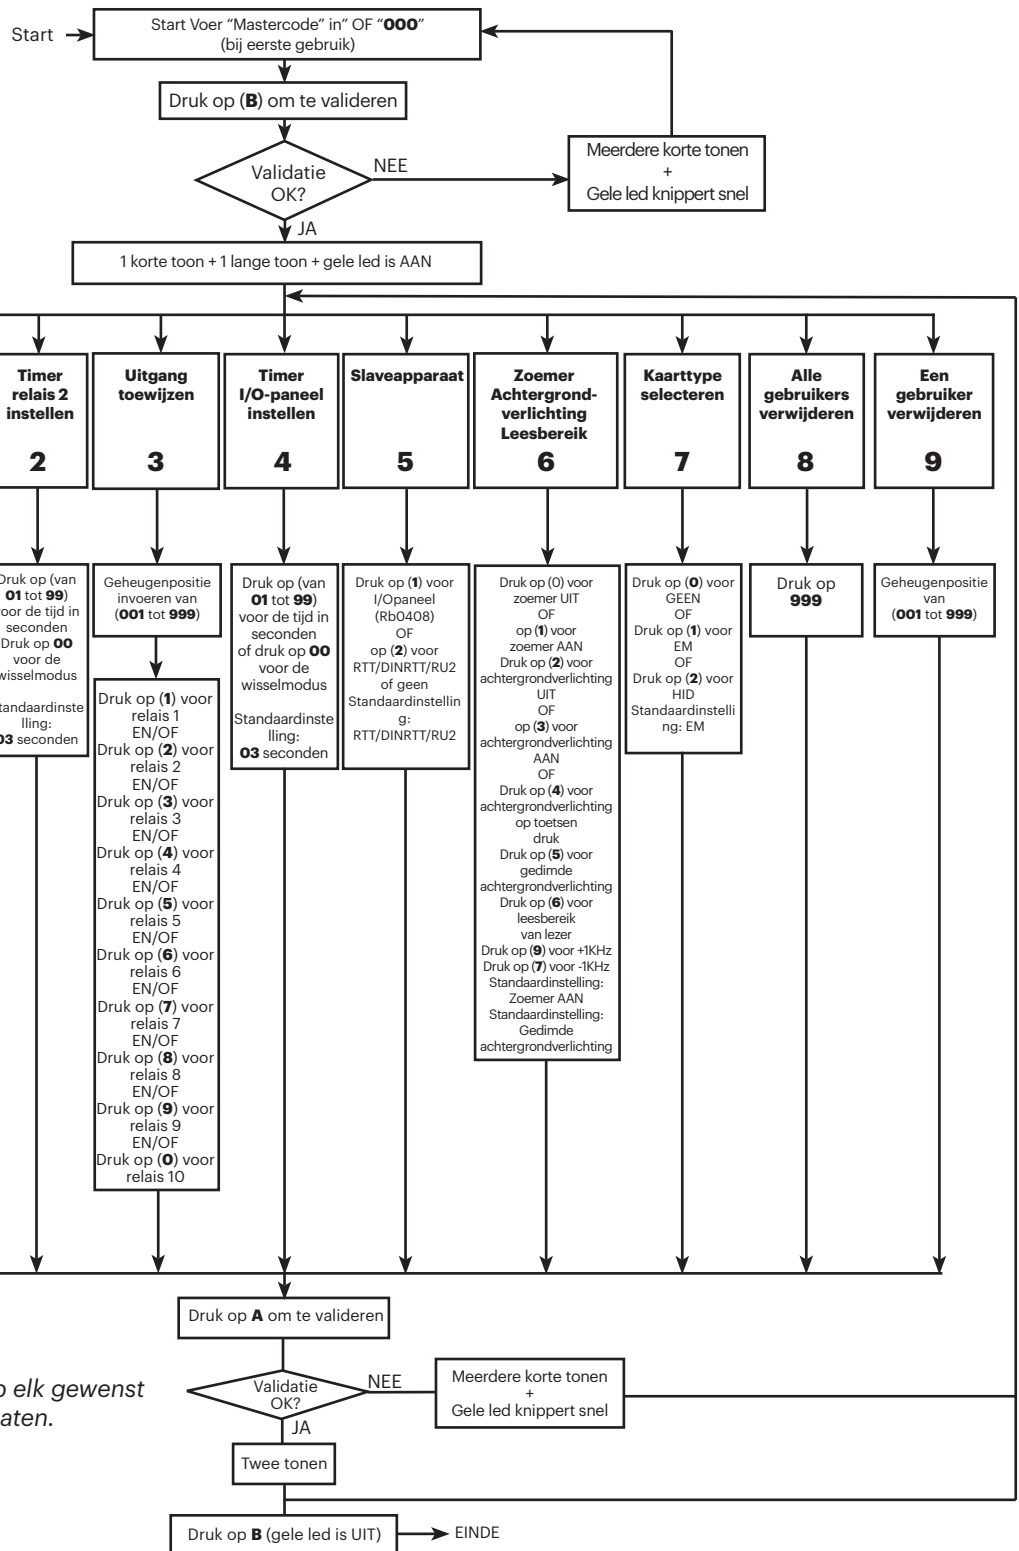 Start
Start Voer “Mastercode” in” OF “000”
(bij eerste gebruik)
Druk op (B) om te valideren
Validatie
OK?
NEE
Meerdere korte tonen
+
Gele led knippert snel
JA
1 korte toon + 1 lange toon + gele led is AAN
Timer
relais 2
instellen
2
Uitgang
toewijzen
3
Timer
I/O-paneel
instellen
4
Slaveapparaat
5
Zoemer
Achtergrond-
verlichting
Leesbereik
6
Kaarttype
selecteren
7
Alle
gebruikers
verwijderen
8
Een
gebruiker
verwijderen
9
Druk op (van
01 tot 99)
voor de tijd in
seconden
Druk op 00
voor de
wisselmodus
Standaardinste
lling:
03 seconden
Geheugenpositie
invoeren van
(001 tot 999)
Druk op (1) voor
relais 1
EN/OF
Druk op (2) voor
relais 2
EN/OF
Druk op (3) voor
relais 3
EN/OF
Druk op (4) voor
relais 4
EN/OF
Druk op (5) voor
relais 5
EN/OF
Druk op (6) voor
relais 6
EN/OF
Druk op (7) voor
relais 7
EN/OF
Druk op (8) voor
relais 8
EN/OF
Druk op (9) voor
relais 9
EN/OF
Druk op (0) voor
relais 10
Druk op (van
01 tot 99)
voor de tijd in
seconden
of druk op 00
voor de
wisselmodus
Standaardinste
lling:
03 seconden
Druk op (1) voor
I/Opaneel
(Rb0408)
OF
op (2) voor
RTT/DINRTT/RU2
of geen
Standaardinstellin
g:
RTT/DINRTT/RU2
Druk op (0) voor
zoemer UIT
OF
op (1) voor
zoemer AAN
Druk op (2) voor
achtergrondverlichting
UIT
OF
op (3) voor
achtergrondverlichting
AAN
OF
Druk op (4) voor
achtergrondverlichting
op toetsen
druk
Druk op (5) voor
gedimde
achtergrondverlichting
Druk op (6) voor
leesbereik
van lezer
Druk op (9) voor +1KHz
Druk op (7) voor -1KHz
Standaardinstelling:
Zoemer AAN
Standaardinstelling:
Gedimde
achtergrondverlichting
Druk op (0) voor
GEEN
OF
Druk op (1) voor
EM
OF
Druk op (2) voor
HID
Standaardinstelli
ng: EM
Druk op
999
Geheugenpositie
van
(001 tot 999)
Druk op A om te valideren
Validatie
OK?
NEE
Meerdere korte tonen
+
Gele led knippert snel
JA
elk gewenst
aten.
Twee tonen
Druk op B (gele led is UIT)
EINDE